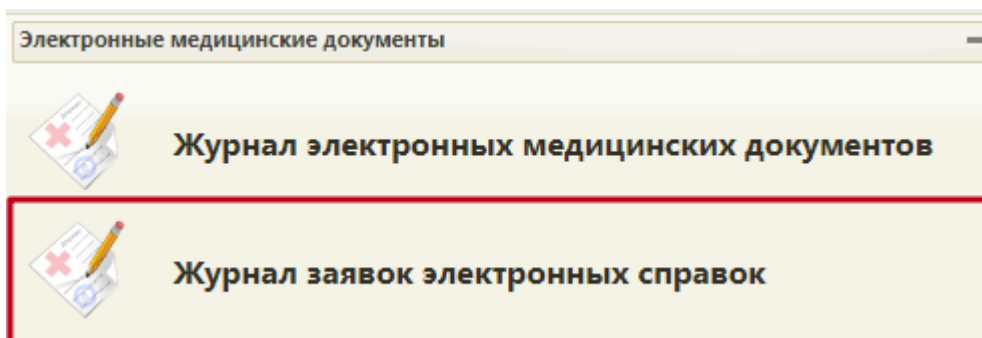 Электронные медицинские документы
Журнал электронных медицинских документов
Журнал заявок электронных справок